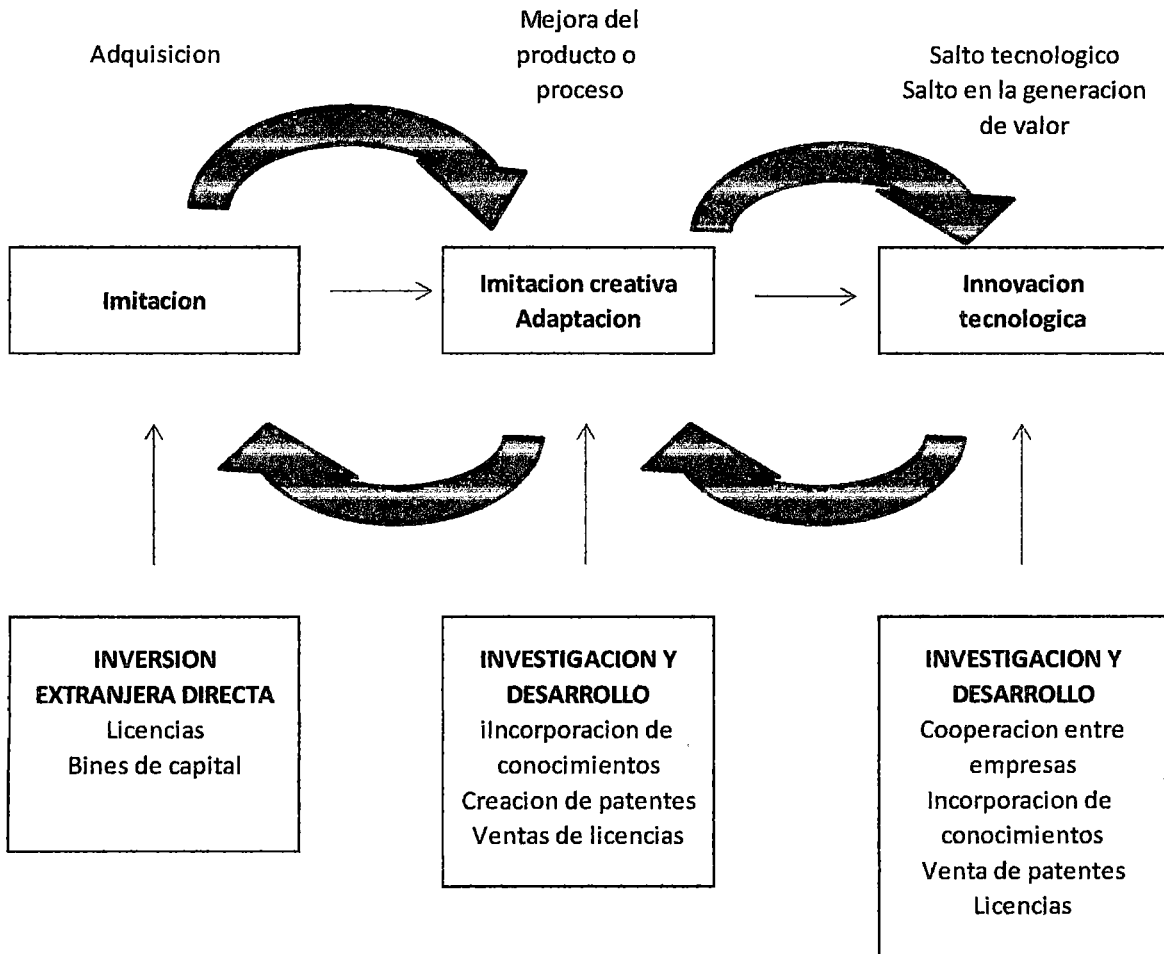 Adquisicion
Mejora del
producto o
proceso
Salto tecnologico
Salto en la generacion
de valor
Imitacion
Imitacion creativa
Adaptacion
Innovacion
tecnologica
INVERSION
EXTRANJERA DIRECTA
Licencias
Bines de capital
INVESTIGACION Y
DESARROLLO
iIncorporacion de
conocimientos
Creacion de patentes
Ventas de licencias
INVESTIGACION Y
DESARROLLO
Cooperacion entre
empresas
Incorporacion de
conocimientos
Venta de patentes
Licencias